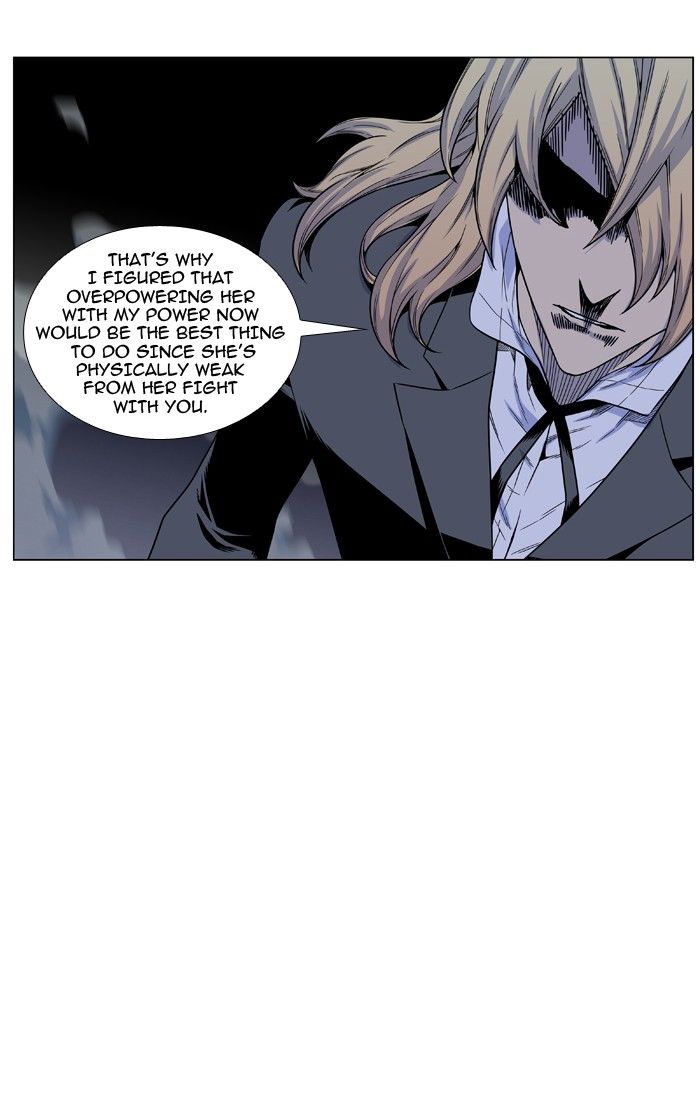 THAT'S WHY
I FIGURED THAT
OVERPOWERING HER
WITH MY POWER NOW
WOULD BE THE BEST THING
TO DO SINCE SHE'S
PHYSICALLY WEAK
FROM HER FIGHT
WITH YOU.